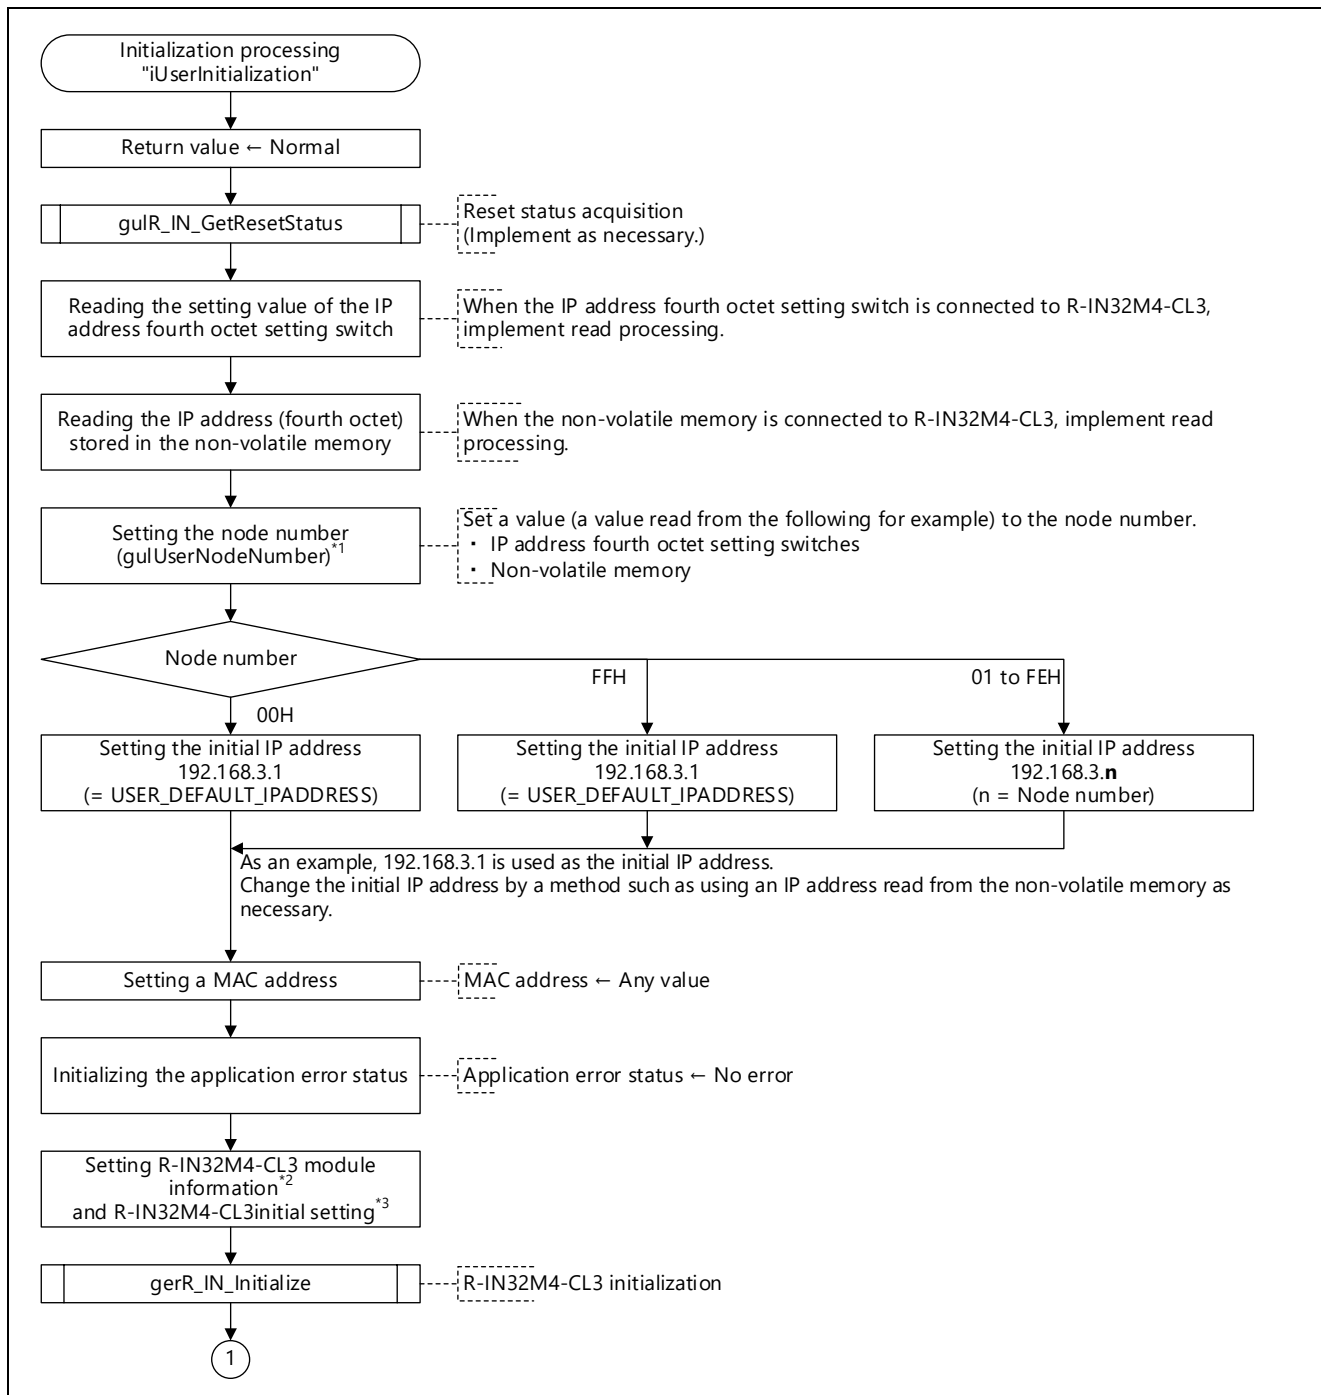 Initialization processing
"iUserInitialization"
Return value ← Normal
gulR_IN_GetResetStatus
Reset status acquisition
(Implement as necessary.)
Reading the setting value of the IP
address fourth octet setting switch
When the IP address fourth octet setting switch is connected to R-IN32M4-CL3,
implement read processing.
Reading the IP address (fourth octet)
stored in the non-volatile memory
When the non-volatile memory is connected to R-IN32M4-CL3, implement read
processing.
Setting the node number
(gulUserNodeNumber)*1
Set a value (a value read from the following for example) to the node number.
・ IP address fourth octet setting switches
・ Non-volatile memory
Node number
00H
FFH
01 to FEH
Setting the initial IP address
192.168.3.1
(= USER_DEFAULT_IPADDRESS)
Setting the initial IP address
192.168.3.1
(= USER_DEFAULT_IPADDRESS)
Setting the initial IP address
192.168.3.n
(n = Node number)
As an example, 192.168.3.1 is used as the initial IP address.
Change the initial IP address by a method such as using an IP address read from the non-volatile memory as
necessary.
Setting a MAC address
MAC address ← Any value
Initializing the application error status
Application error status ← No error
Setting R-IN32M4-CL3 module
information*2
and R-IN32M4-CL3initial setting*3
gerR_IN_Initialize
R-IN32M4-CL3 initialization
1